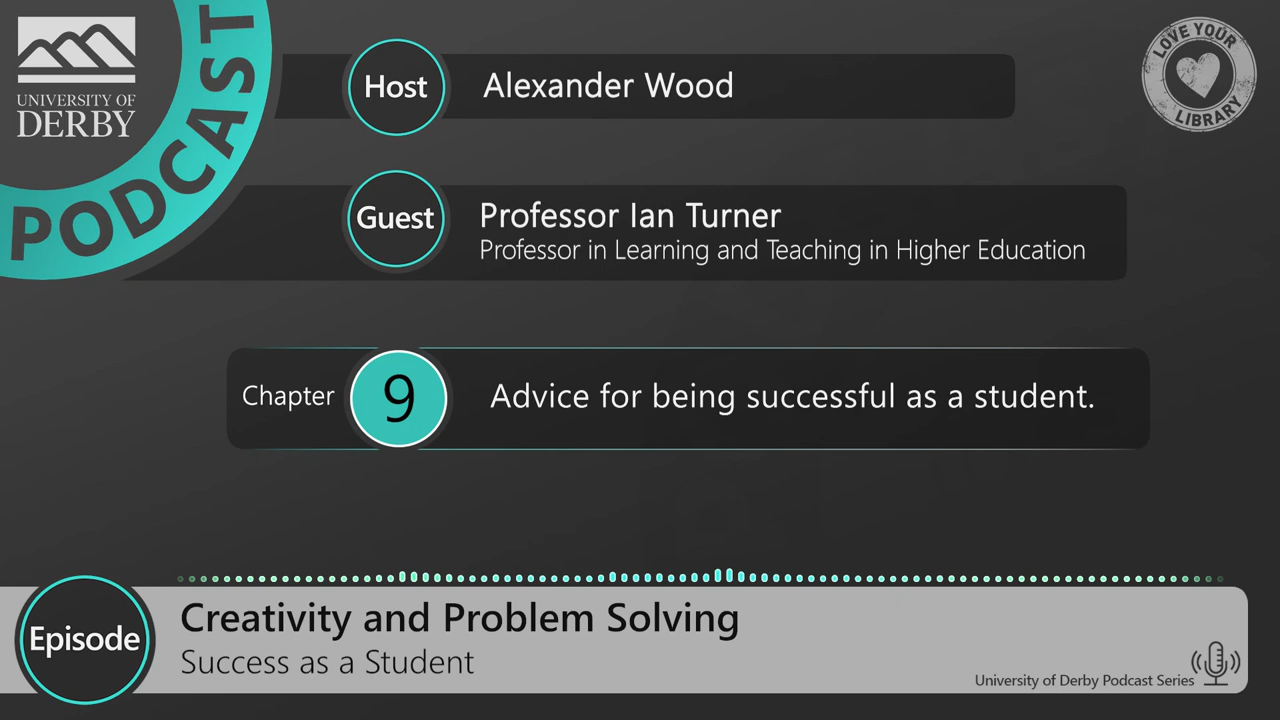 UNIVERSITY OF
DERBY
PODCAST
Host
Alexander Wood
LOVE YOUR
LIBRARY
Guest
Professor Ian Turner
Professor in Learning and Teaching in Higher Education
Chapter
9
Advice for being successful as a student.
Episode
Creativity and Problem Solving
Success as a Student
University of Derby Podcast Series